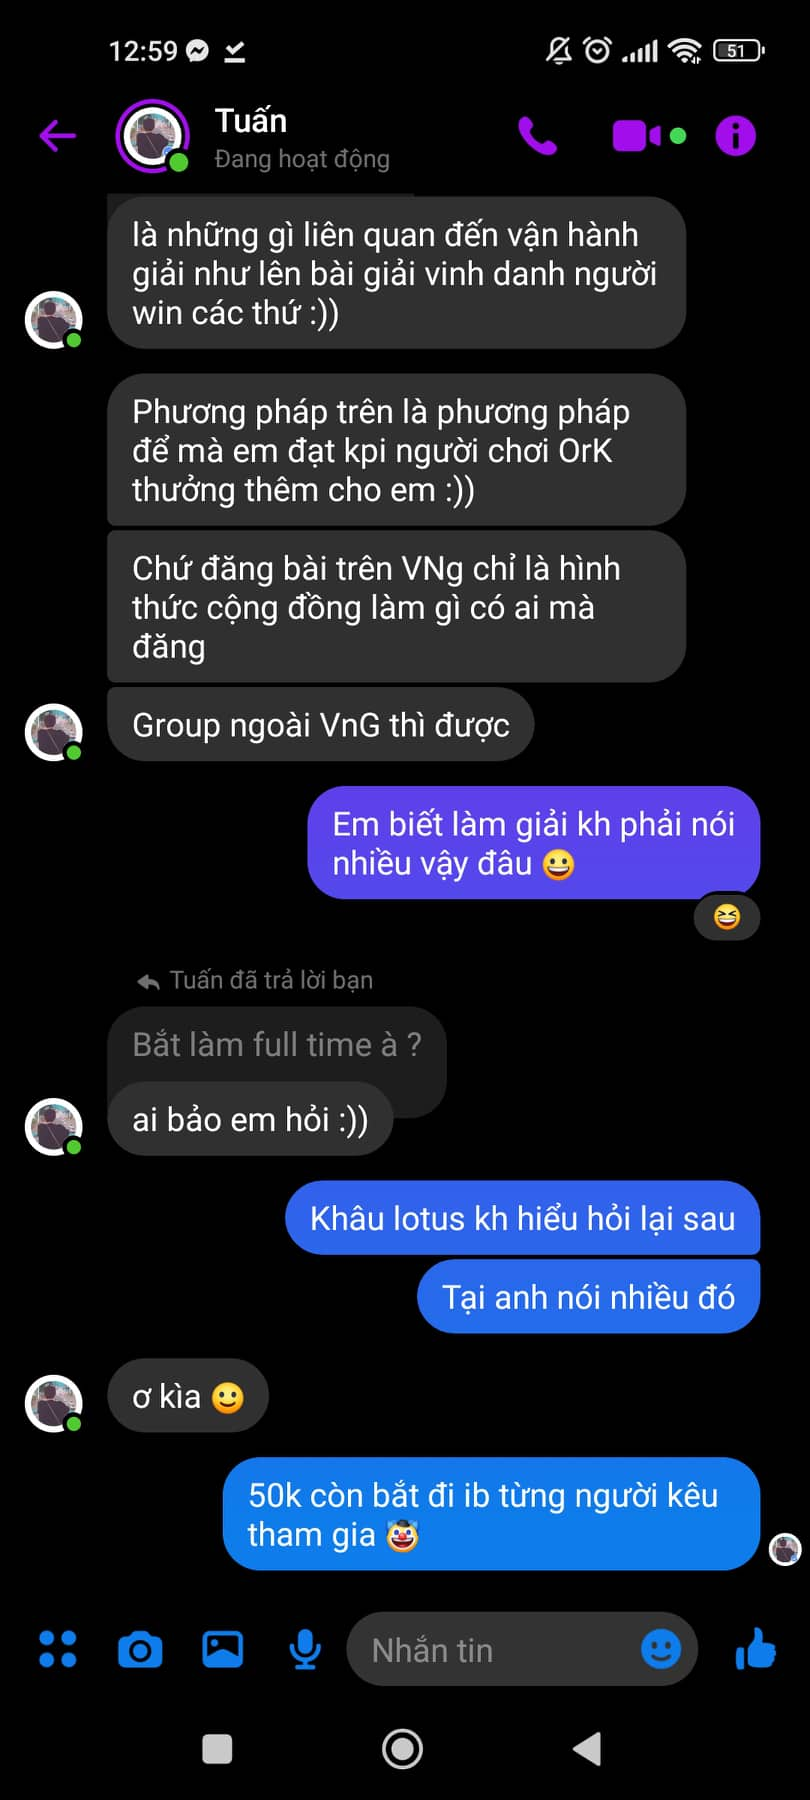 12:59
51
Tuấn
Đang hoạt động
là những gì liên quan đến vận hành
giải như lên bài giải vinh danh người
win các thứ :))
Phương pháp trên là phương pháp
để mà em đạt kpi người chơi OrK
thưởng thêm cho em :))
Chứ đăng bài trên VNg chỉ là hình
thức cộng đồng làm gì có ai mà
đăng
Group ngoài VnG thì được
Em biết làm giải kh phải nói
nhiều vậy đâu 😀
😆
Tuấn đã trả lời bạn
Bắt làm full time à ?
ai bảo em hỏi :))
Khâu lotus kh hiểu hỏi lại sau
Tại anh nói nhiều đó
ơ kìa 🙂
50k còn bắt đi ib từng người kêu
tham gia 🤡
Nhắn tin